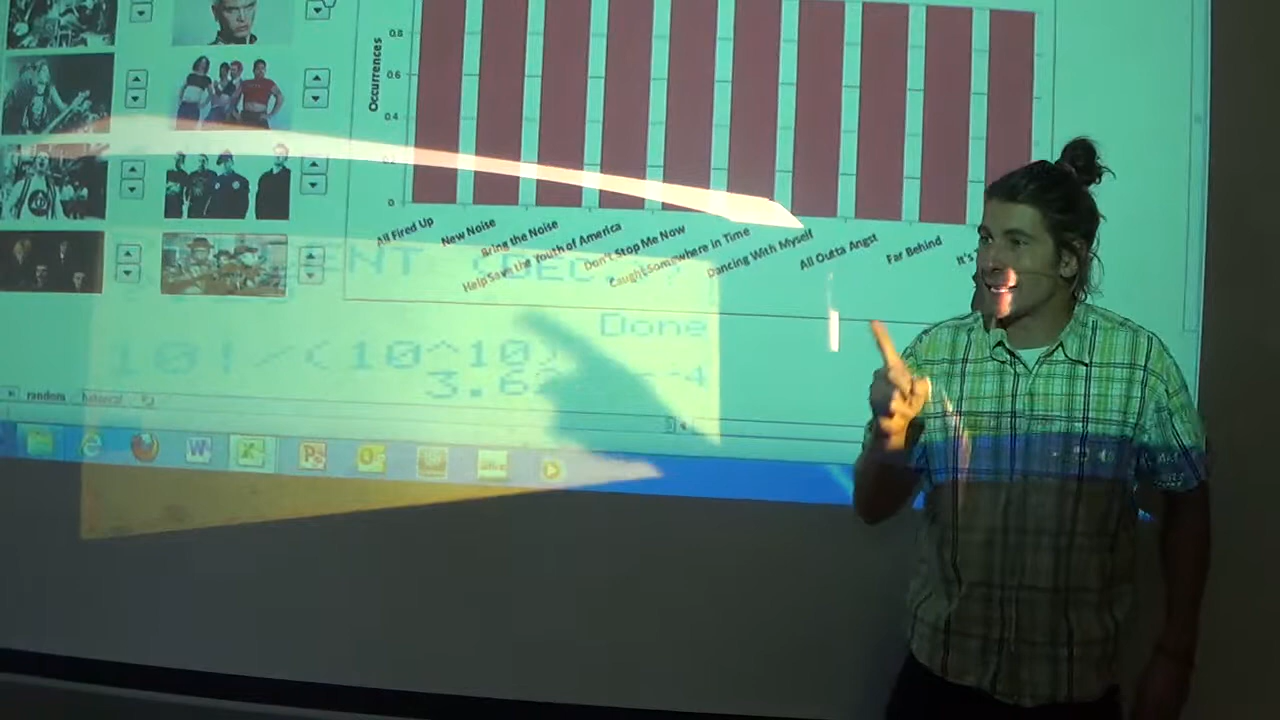 0.8
0.6
0.4
0
Occurrences
All Fired Up
New Noise
Bring the Noise
Help Save the Youth of America
Don't Stop Me Now
Caught Somewhere in Time
Dancing With Myself
All Outta Angst
Far Behind
It's
Done
10!/(10^10)
random
historical